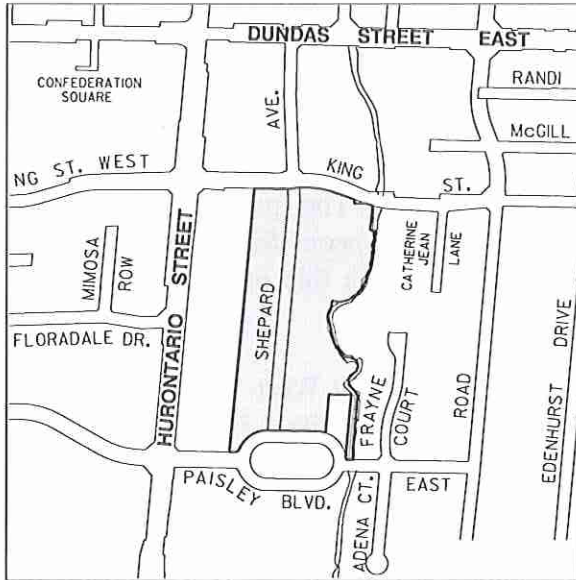 DUNDAS STREET EAST
CONFEDERATION
SQUARE
AVE.
RANDI
McGILL
NG ST. WEST
KING ST.
MIMOSA
ROW
HURONTARIO STREET
SHEPARD
CATHERINE
JEAN
LANE
FLORADALE DR.
FRAYNE
COURT
ROAD
EDENHURST DRIVE
PAISLEY BLVD. EAST
ADENA CT.